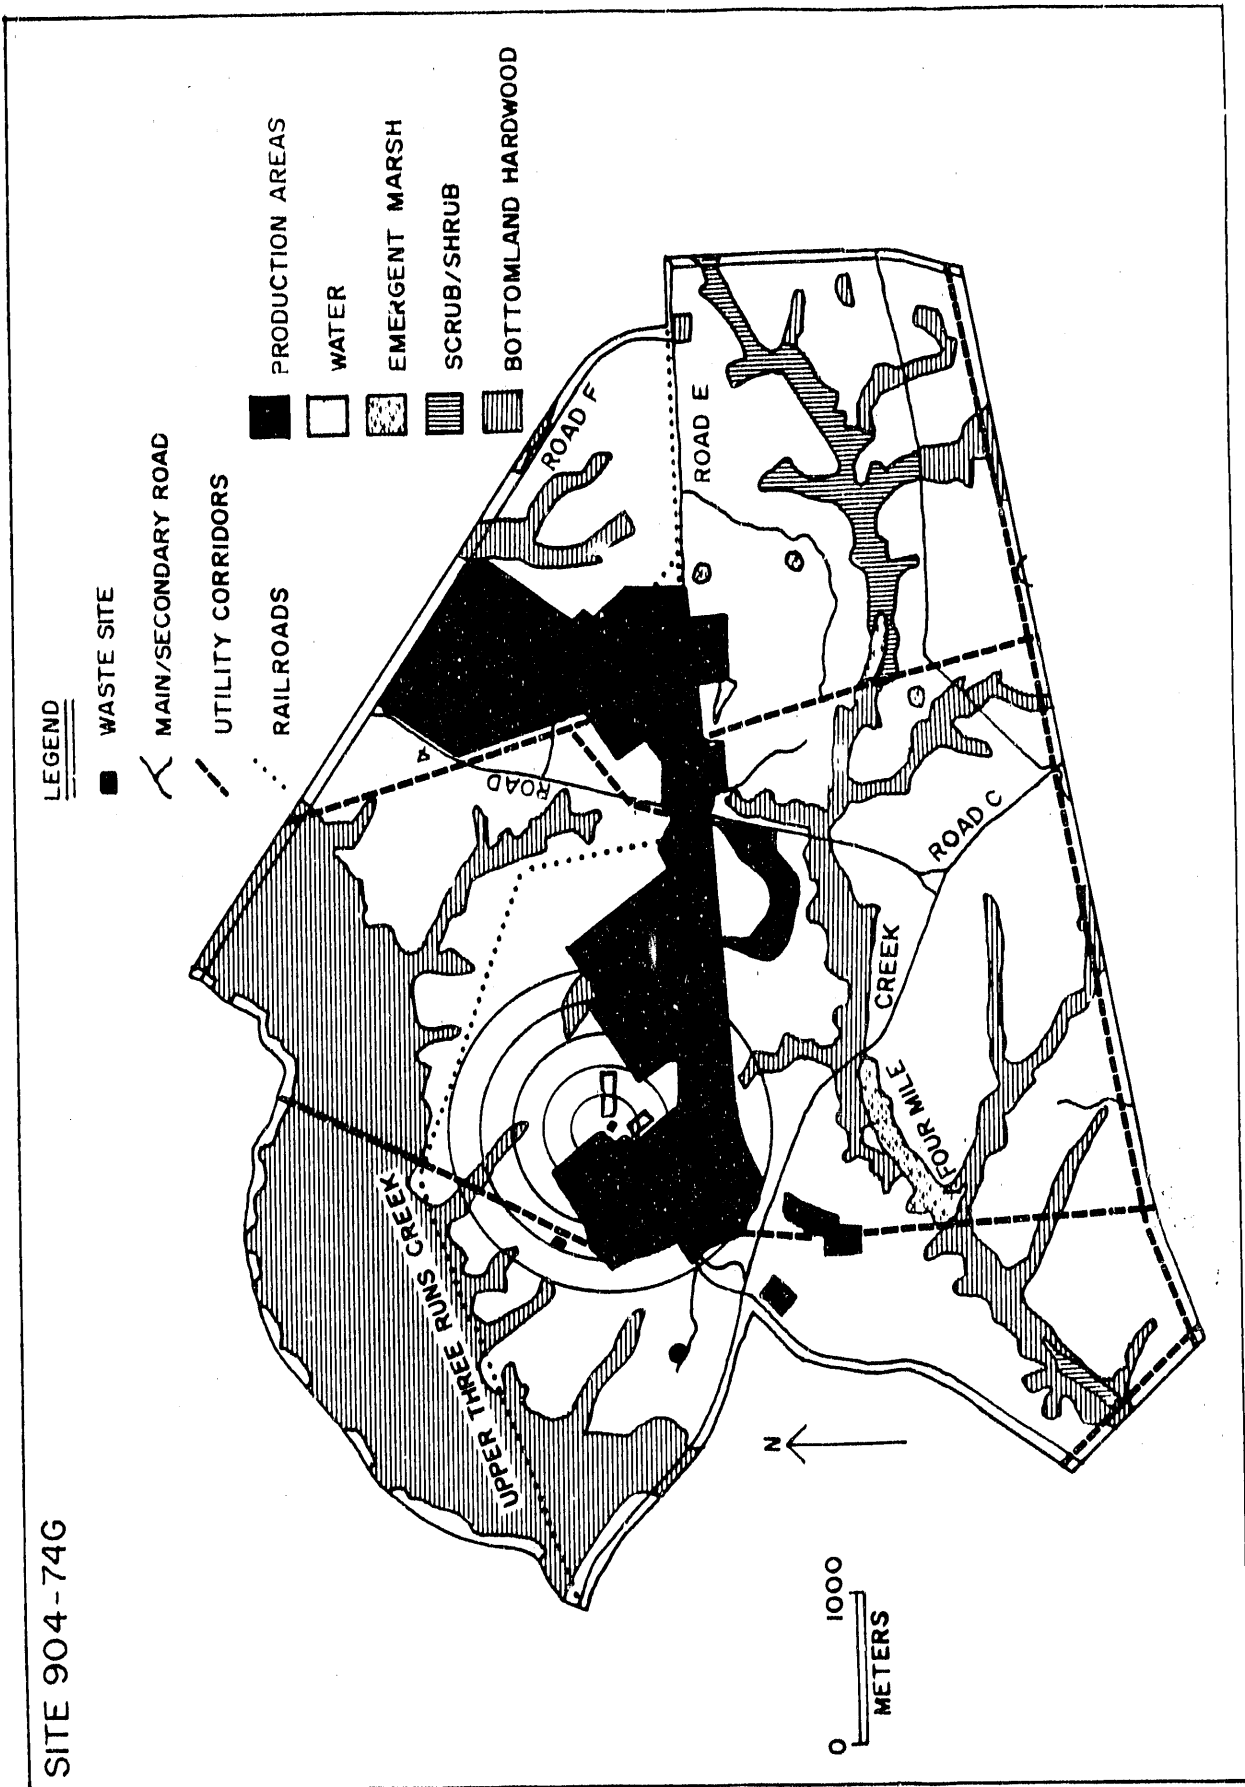 SITE 904-74G
LEGEND
WASTE SITE
MAIN/SECONDARY ROAD
UTILITY CORRIDORS
RAILROADS
PRODUCTION AREAS
WATER
EMERGENT MARSH
SCRUB/SHRUB
BOTTOMLAND HARDWOOD
UPPER THREE RUNS CREEK
ROAD
ROAD F
ROAD E
ROAD C
FOUR MILE
CREEK
N
0 1000
METERS